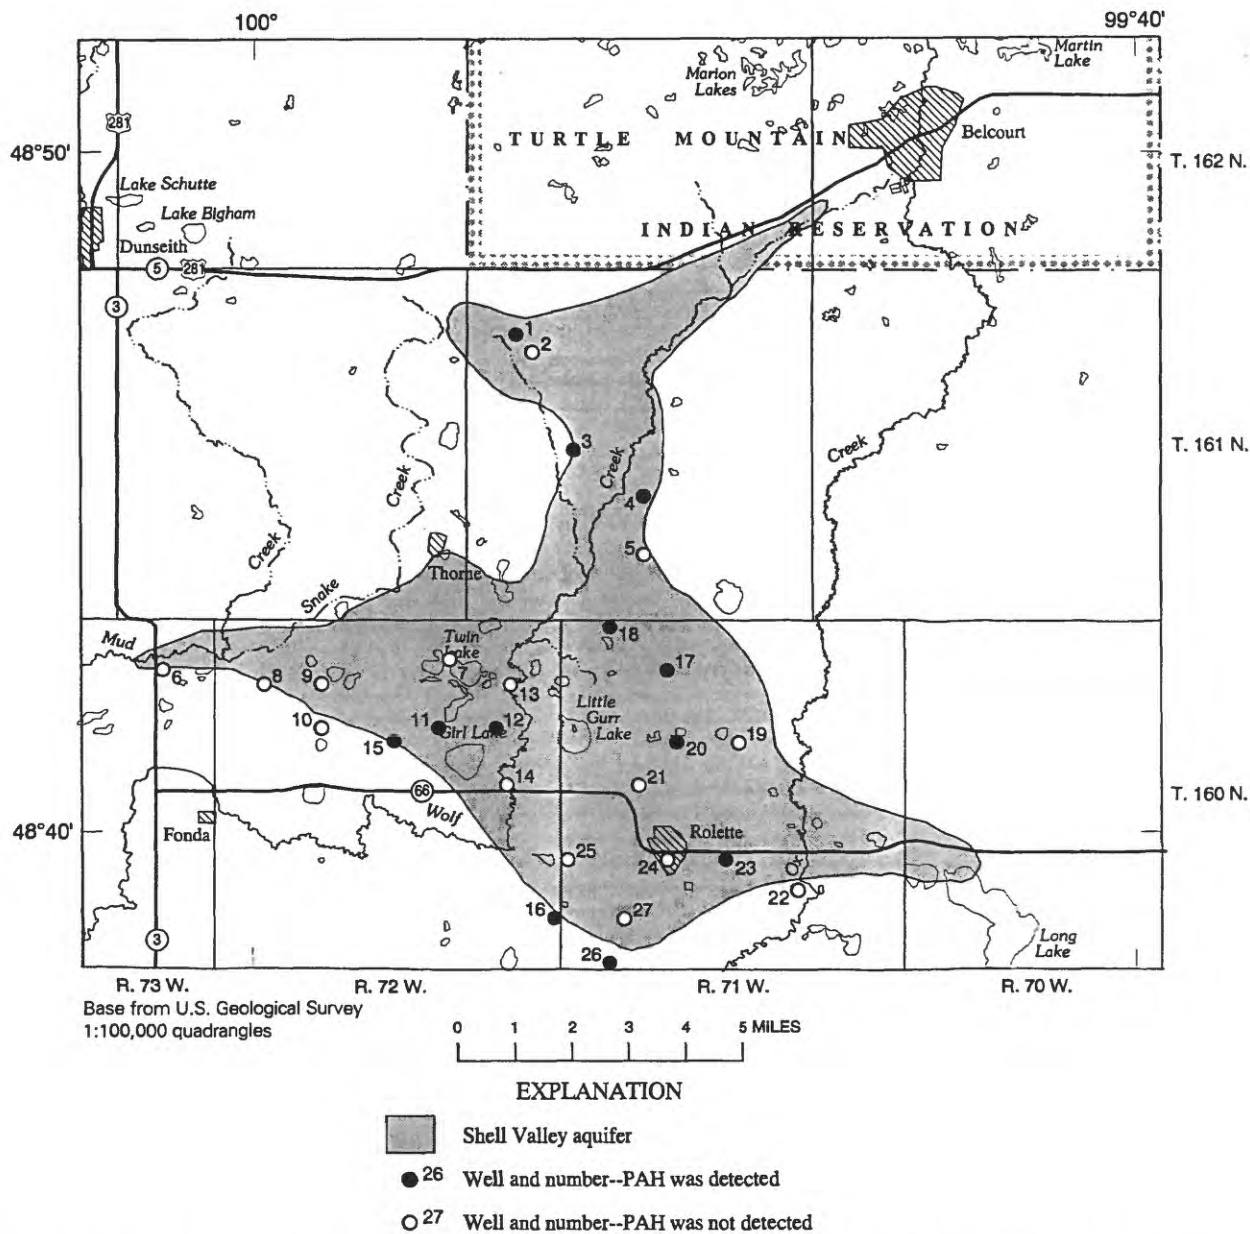 100°
99°40'
Martin
Lake
Marion
Lakes
281
TURTLE MOUNTAIN
Belcourt
48°50'
T. 162 N.
Lake Schutte
Lake Bigham
Dunseith
INDIAN RESERVATION
5
281
3
1
2
3
Creek
Creek
Creek
Creek
T. 161 N.
4
5
Thorne
Snake
Mud
Twin
Lake
18
17
6
8
9
7
13
Little
Gurr
Lake
10
11
12
Girl Lake
15
20
19
14
21
66
Wolf
T. 160 N.
48°40'
Fonda
Rolette
25
24
23
22
16
27
3
26
Long
Lake
R. 73 W.
R. 72 W.
R. 71 W.
R. 70 W.
Base from U.S. Geological Survey
1:100,000 quadrangles
0 1 2 3 4 5 MILES
EXPLANATION
Shell Valley aquifer
26 Well and number--PAH was detected
27 Well and number--PAH was not detected